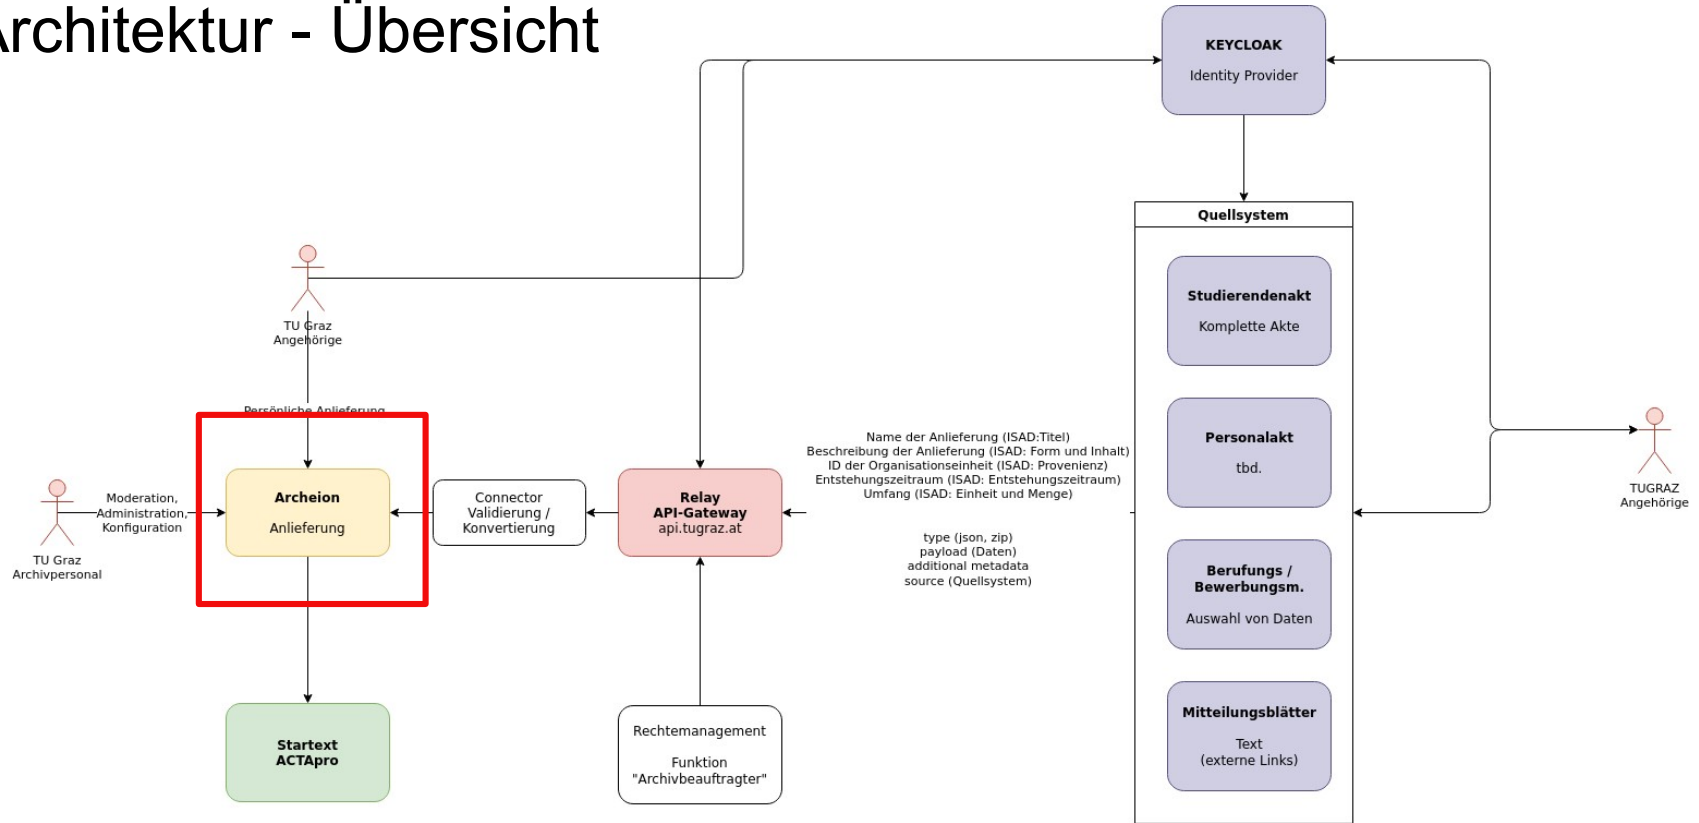 Architektur - Übersicht
KEYCLOAK
Identity Provider
Quellsystem
Studierendenakt
Komplette Akte
TU Graz
Angehörige
Persönliche Anlieferung
Personalakt
tbd.
Name der Anlieferung (ISAD:Titel)
Beschreibung der Anlieferung (ISAD: Form und Inhalt)
ID der Organisationseinheit (ISAD: Provenienz)
Entstehungszeitraum (ISAD: Entstehungszeitraum)
Umfang (ISAD: Einheit und Menge)
type (json, zip)
payload (Daten)
additional metadata
source (Quellsystem)
TUGRAZ
Angehörige
TU Graz
Archivpersonal
Moderation,
Administration,
Konfiguration
Archeion
Anlieferung
Connector
Validierung /
Konvertierung
Relay
API-Gateway
api.tugraz.at
Berufungs /
Bewerbungsm.
Auswahl von Daten
Startext
ACTApro
Rechtemanagement
Funktion
"Archivbeauftragter"
Mitteilungsblätter
Text
(externe Links)